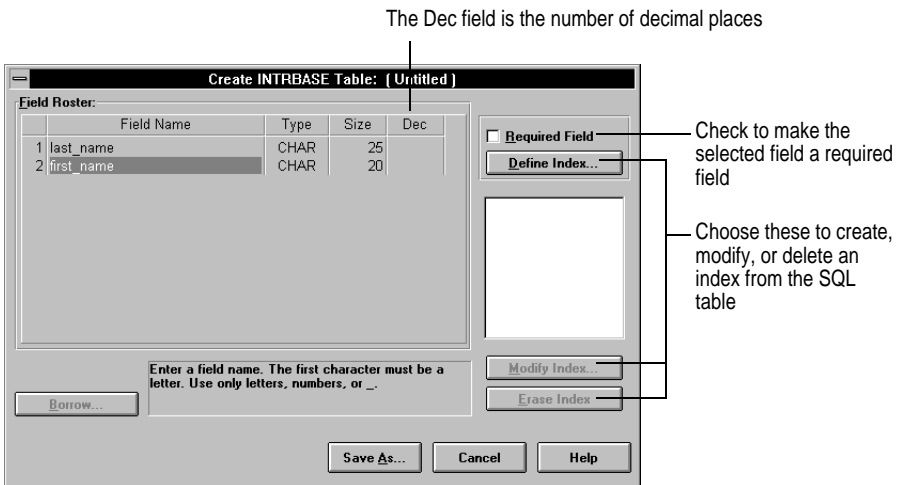 The Dec field is the number of decimal places
Create INTRBASE Table: ( Untitled )
Field Roster:
Field Name Type Size Dec
1 last_name CHAR 25
2 first_name CHAR 20
Required Field
Define Index...
Check to make the
selected field a required
field
Choose these to create,
modify, or delete an
index from the SQL
table
Enter a field name. The first character must be a
letter. Use only letters, numbers, or _.
Borrow...
Modify Index...
Erase Index
Save As...
Cancel
Help